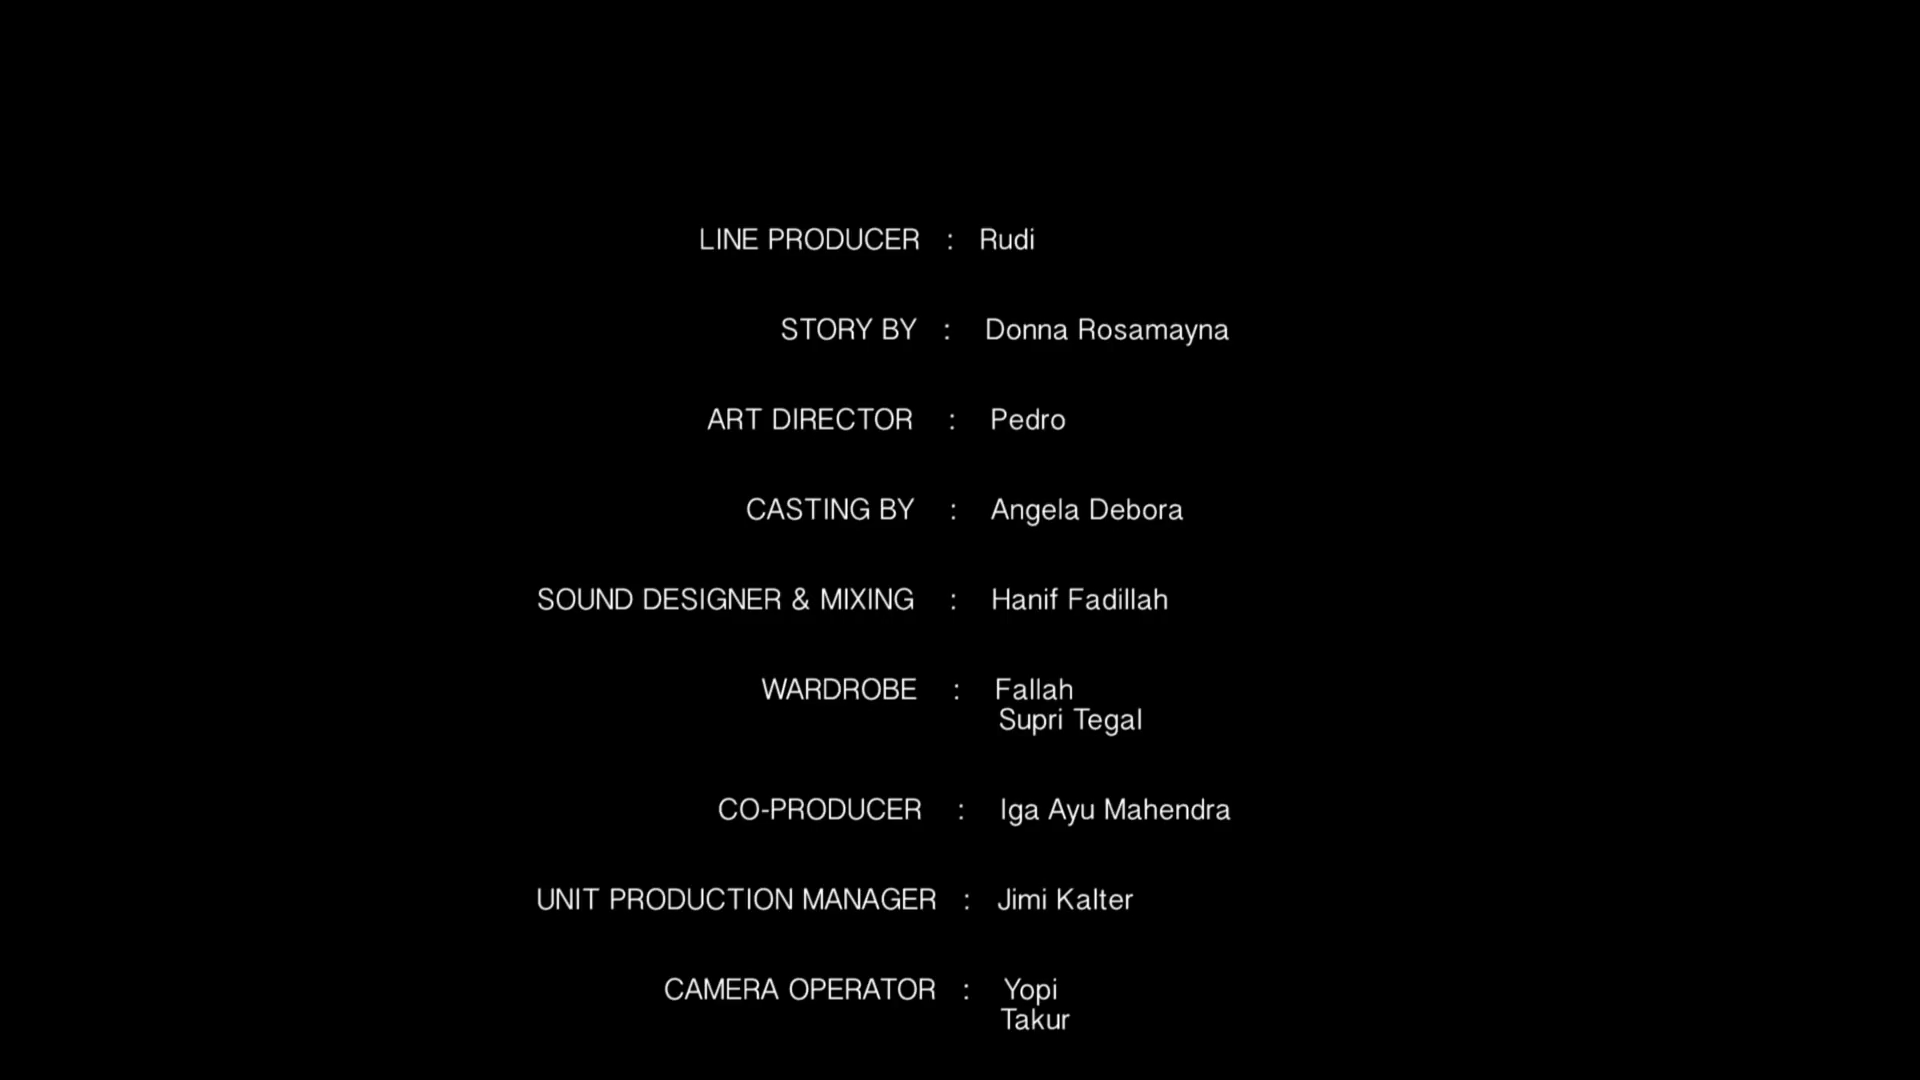 LINE PRODUCER : Rudi
STORY BY : Donna Rosamayna
ART DIRECTOR : Pedro
CASTING BY : Angela Debora
SOUND DESIGNER & MIXING : Hanif Fadillah
WARDROBE : Fallah
Supri Tegal
CO-PRODUCER : Iga Ayu Mahendra
UNIT PRODUCTION MANAGER : Jimi Kalter
CAMERA OPERATOR : Yopi
Takur